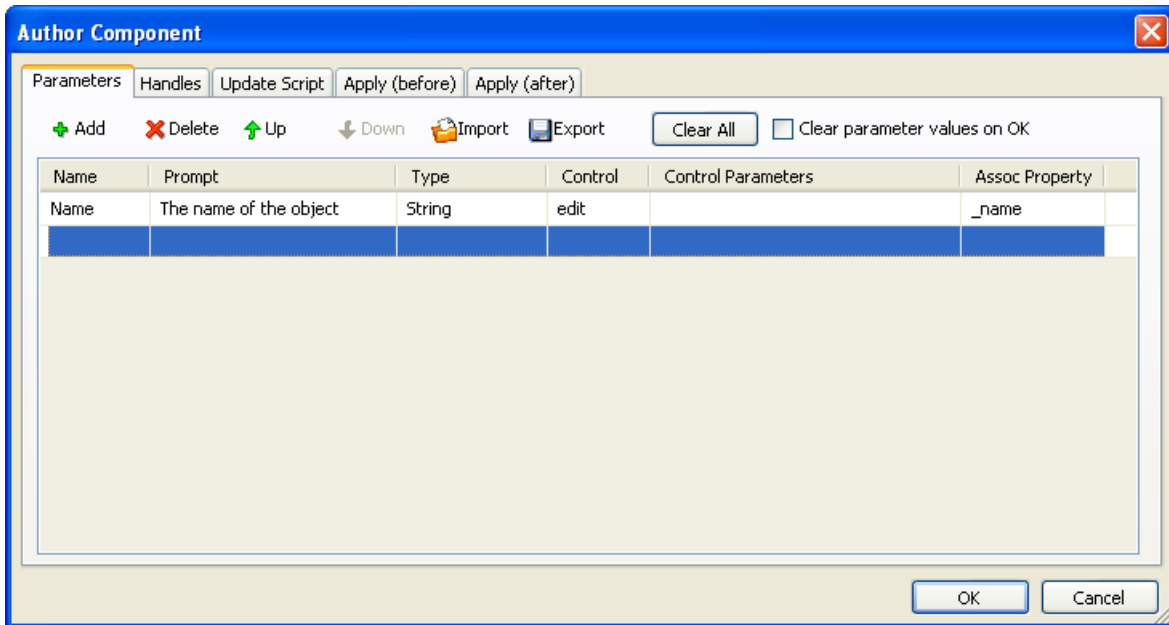 Author Component
Parameters Handles Update Script Apply (before) Apply (after)
Add Delete Up Down Import Export Clear All Clear parameter values on OK
Name Prompt Type Control Control Parameters Assoc Property
Name The name of the object String edit _name
OK Cancel